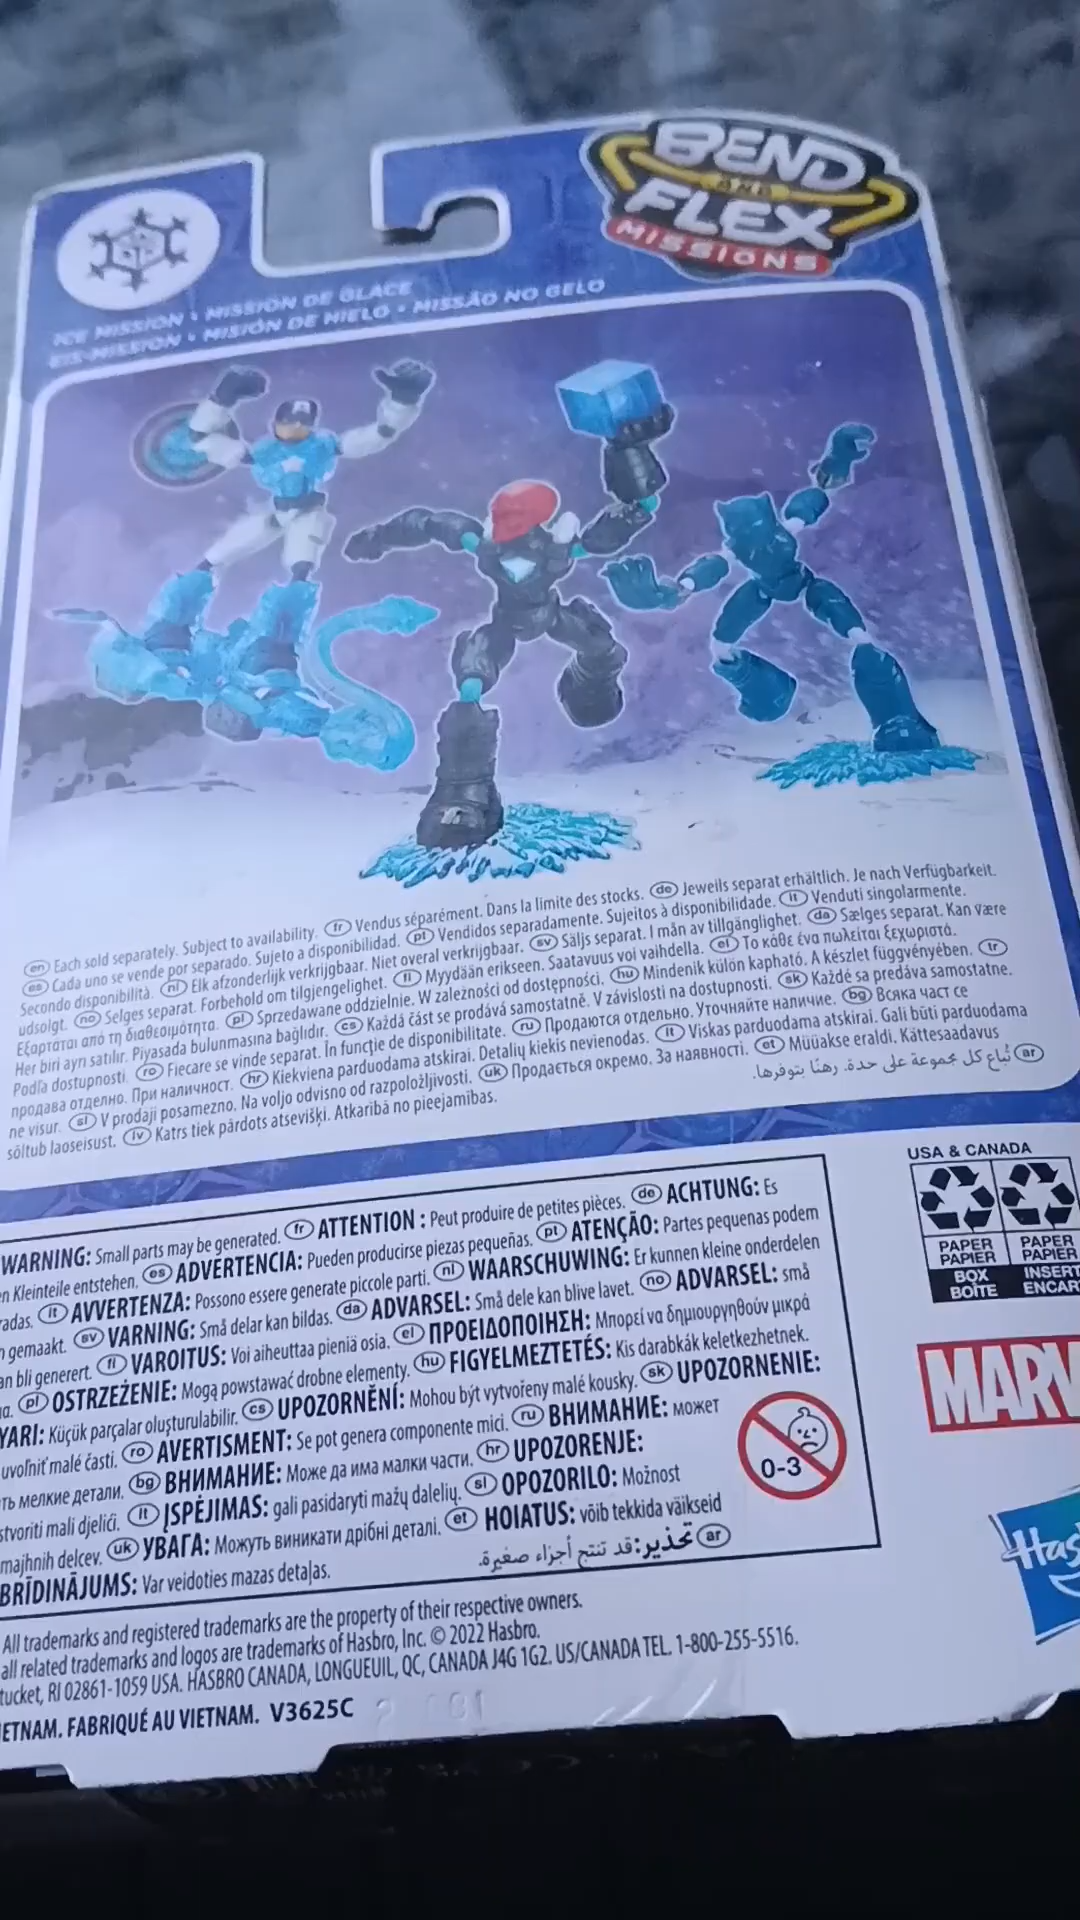 BEND
AND
FLEX
MISSIONS
ICE MISSION • MISSION DE GLACE
EIS-MISSION • MISIÓN DE HIELO • MISSÃO NO GELO
en Each sold separately. Subject to availability. fr Vendus séparément. Dans la limite des stocks. de Jeweils separat erhältlich. Je nach Verfügbarkeit.
es Cada uno se vende por separado. Sujeto a disponibilidad. pt Vendidos separadamente. Sujeitos à disponibilidade. it Venduti singolarmente.
Secondo disponibilità. nl Elk afzonderlijk verkrijgbaar. Niet overal verkrijgbaar. sv Säljs separat. I mån av tillgänglighet. da Sælges separat. Kan være
udsolgt. no Selges separat. Forbehold om tilgjengelighet. fi Myydään erikseen. Saatavuus voi vaihdella. el Το κάθε ένα πωλείται ξεχωριστά.
Εξαρτάται από τη διαθεσιμότητα. pl Sprzedawane oddzielnie. W zależności od dostępności. hu Mindenik külön kapható. A készlet függvényében. tr
Her biri ayrı satılır. Piyasada bulunmasına bağlıdır. cs Každá část se prodává samostatně. V závislosti na dostupnosti. sk Každé sa predáva samostatne.
Podľa dostupnosti. ro Fiecare se vinde separat. În funcție de disponibilitate. ru Продаются отдельно. Уточняйте наличие. bg Всяка част се
продава отделно. При наличност. hr Kiekviena parduodama atskirai. Detalių kiekis nevienodas. lt Viskas parduodama atskirai. Gali būti parduodama
ne visur. sl V prodaji posamezno. Na voljo odvisno od razpoložljivosti. uk Продається окремо. За наявності. et Müüakse eraldi. Kättesaadavus
sõltub laoseisust. lv Katrs tiek pārdots atsevišķi. Atkarībā no pieejamības. ar تُباع كل مجموعة على حدة. رهنًا بتوفرها.
WARNING: Small parts may be generated. fr ATTENTION : Peut produire de petites pièces. de ACHTUNG: Es
en Kleinteile entstehen. es ADVERTENCIA: Pueden producirse piezas pequeñas. pt ATENÇÃO: Partes pequenas podem
radas. it AVVERTENZA: Possono essere generate piccole parti. nl WAARSCHUWING: Er kunnen kleine onderdelen
n gemaakt. sv VARNING: Små delar kan bildas. da ADVARSEL: Små dele kan blive lavet. no ADVARSEL: små
an bli generert. fi VAROITUS: Voi aiheuttaa pieniä osia. el ΠΡΟΕΙΔΟΠΟΙΗΣΗ: Μπορεί να δημιουργηθούν μικρά
α. pl OSTRZEŻENIE: Mogą powstawać drobne elementy. hu FIGYELMEZTETÉS: Kis darabkák keletkezhetnek.
YARI: Küçük parçalar oluşturulabilir. cs UPOZORNĚNÍ: Mohou být vytvořeny malé kousky. sk UPOZORNENIE:
uvoľniť malé časti. ro AVERTISMENT: Se pot genera componente mici. ru ВНИМАНИЕ: может
ть мелкие детали. bg ВНИМАНИЕ: Може да има малки части. hr UPOZORENJE:
stvoriti mali djelići. lt ĮSPĖJIMAS: gali pasidaryti mažų dalelių. sl OPOZORILO: Možnost
majhnih delcev. uk УВАГА: Можуть виникати дрібні деталі. et HOIATUS: võib tekkida väikseid
BRĪDINĀJUMS: Var veidoties mazas detaļas. ar تحذير: قد تنتج أجزاء صغيرة.
0-3
USA & CANADA
PAPER
PAPIER
BOX
BOÎTE
PAPER
PAPIER
INSERT
ENCAR
MARV
Has
All trademarks and registered trademarks are the property of their respective owners.
all related trademarks and logos are trademarks of Hasbro, Inc. © 2022 Hasbro.
tucket, RI 02861-1059 USA. HASBRO CANADA, LONGUEUIL, QC, CANADA J4G 1G2. US/CANADA TEL. 1-800-255-5516.
IETNAM. FABRIQUÉ AU VIETNAM. V3625C